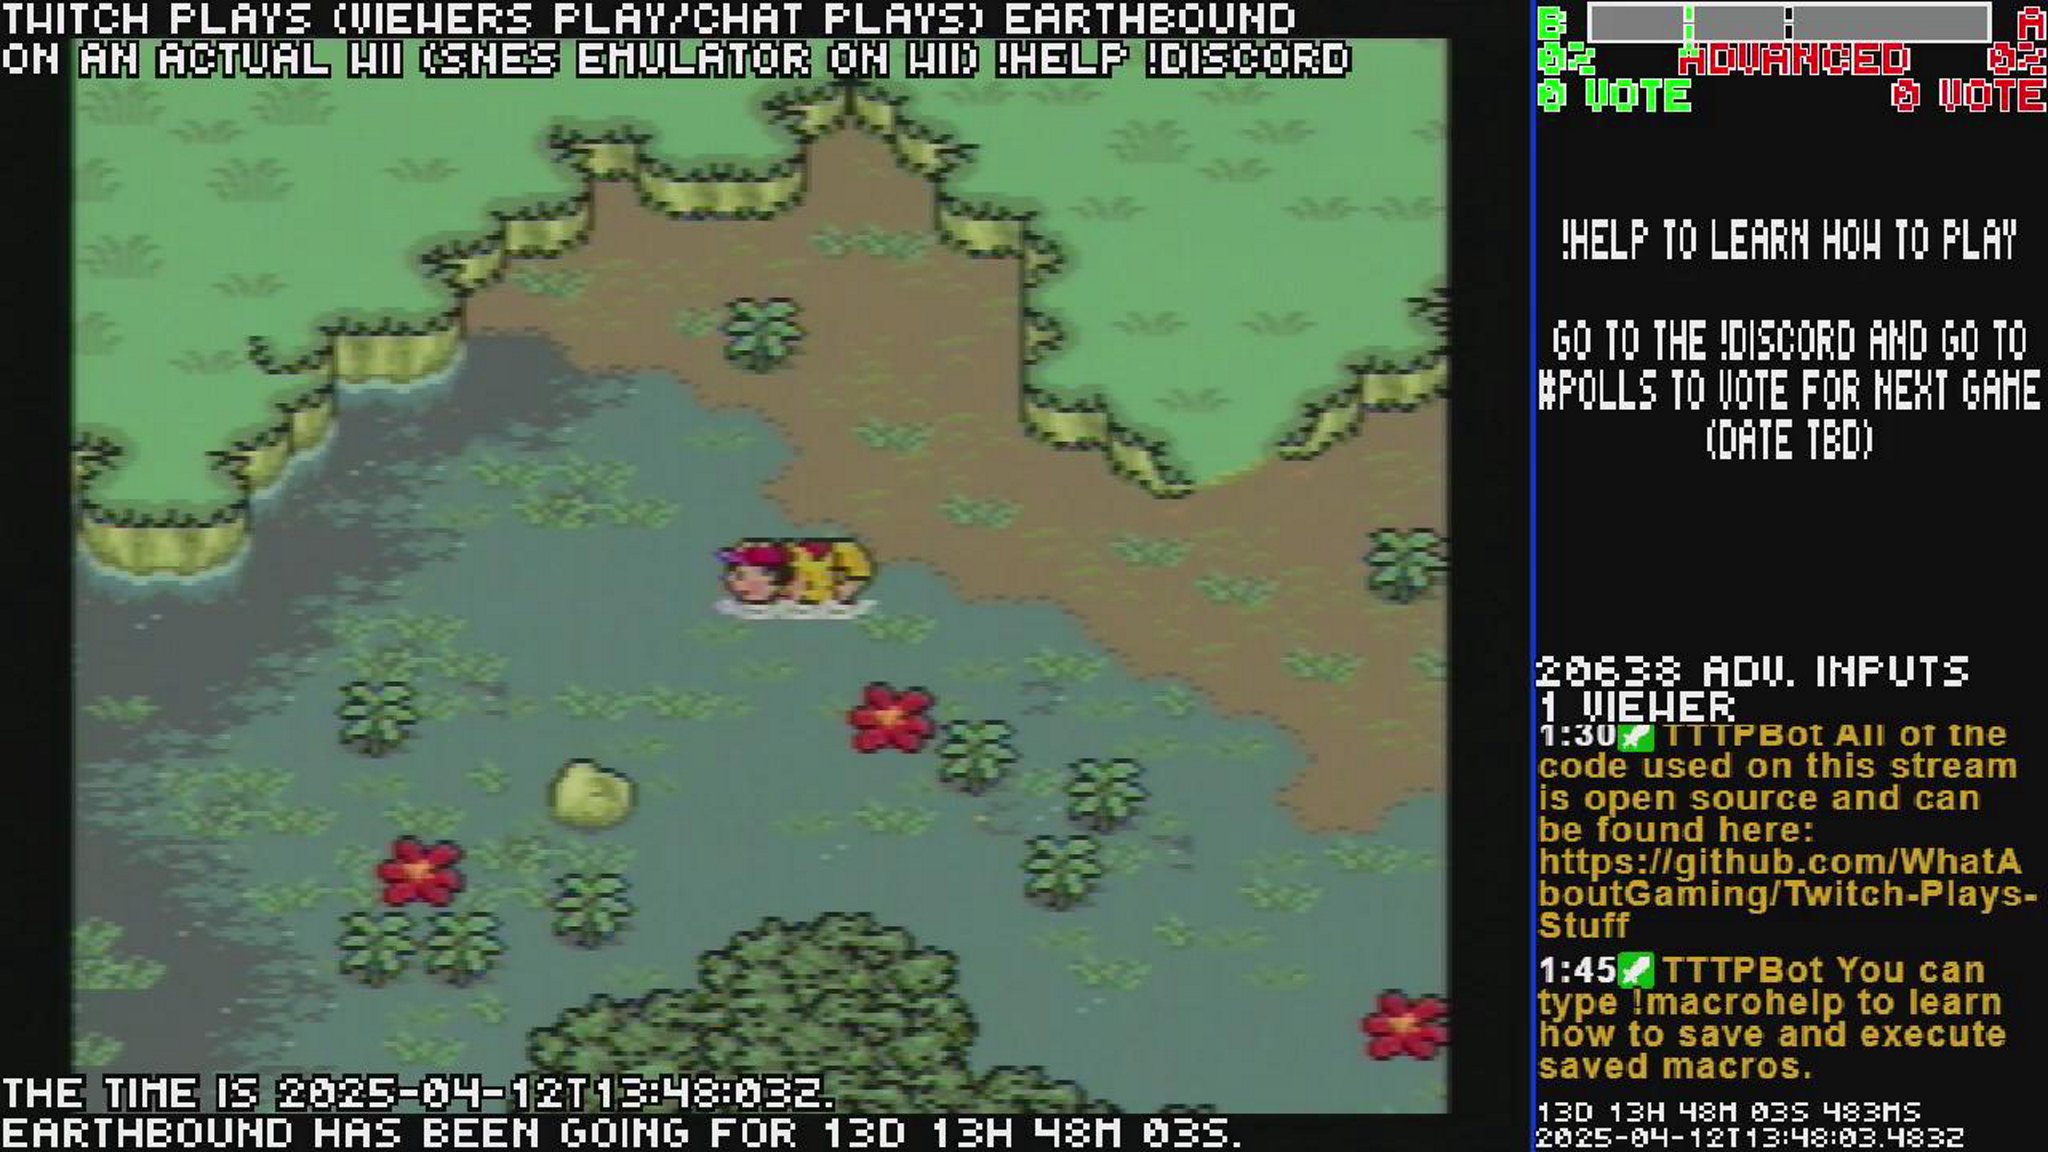 TWITCH PLAYS (VIEWERS PLAY/CHAT PLAYS) EARTHBOUND
ON AN ACTUAL WII (SNES EMULATOR ON WII) !HELP !DISCORD
B A
0% ADVANCED 0%
0 VOTE 0 VOTE
!HELP TO LEARN HOW TO PLAY
GO TO THE !DISCORD AND GO TO
#POLLS TO VOTE FOR NEXT GAME
(DATE TBD)
20638 ADV. INPUTS
1 VIEWER
1:30 TTTPBot All of the
code used on this stream
is open source and can
be found here:
https://github.com/WhatA
boutGaming/Twitch-Plays-
Stuff
1:45 TTTPBot You can
type !macrohelp to learn
how to save and execute
saved macros.
THE TIME IS 2025-04-12T13:48:03Z.
EARTHBOUND HAS BEEN GOING FOR 13D 13H 48M 03S.
13D 13H 48M 03S 483MS
2025-04-12T13:48:03.483Z